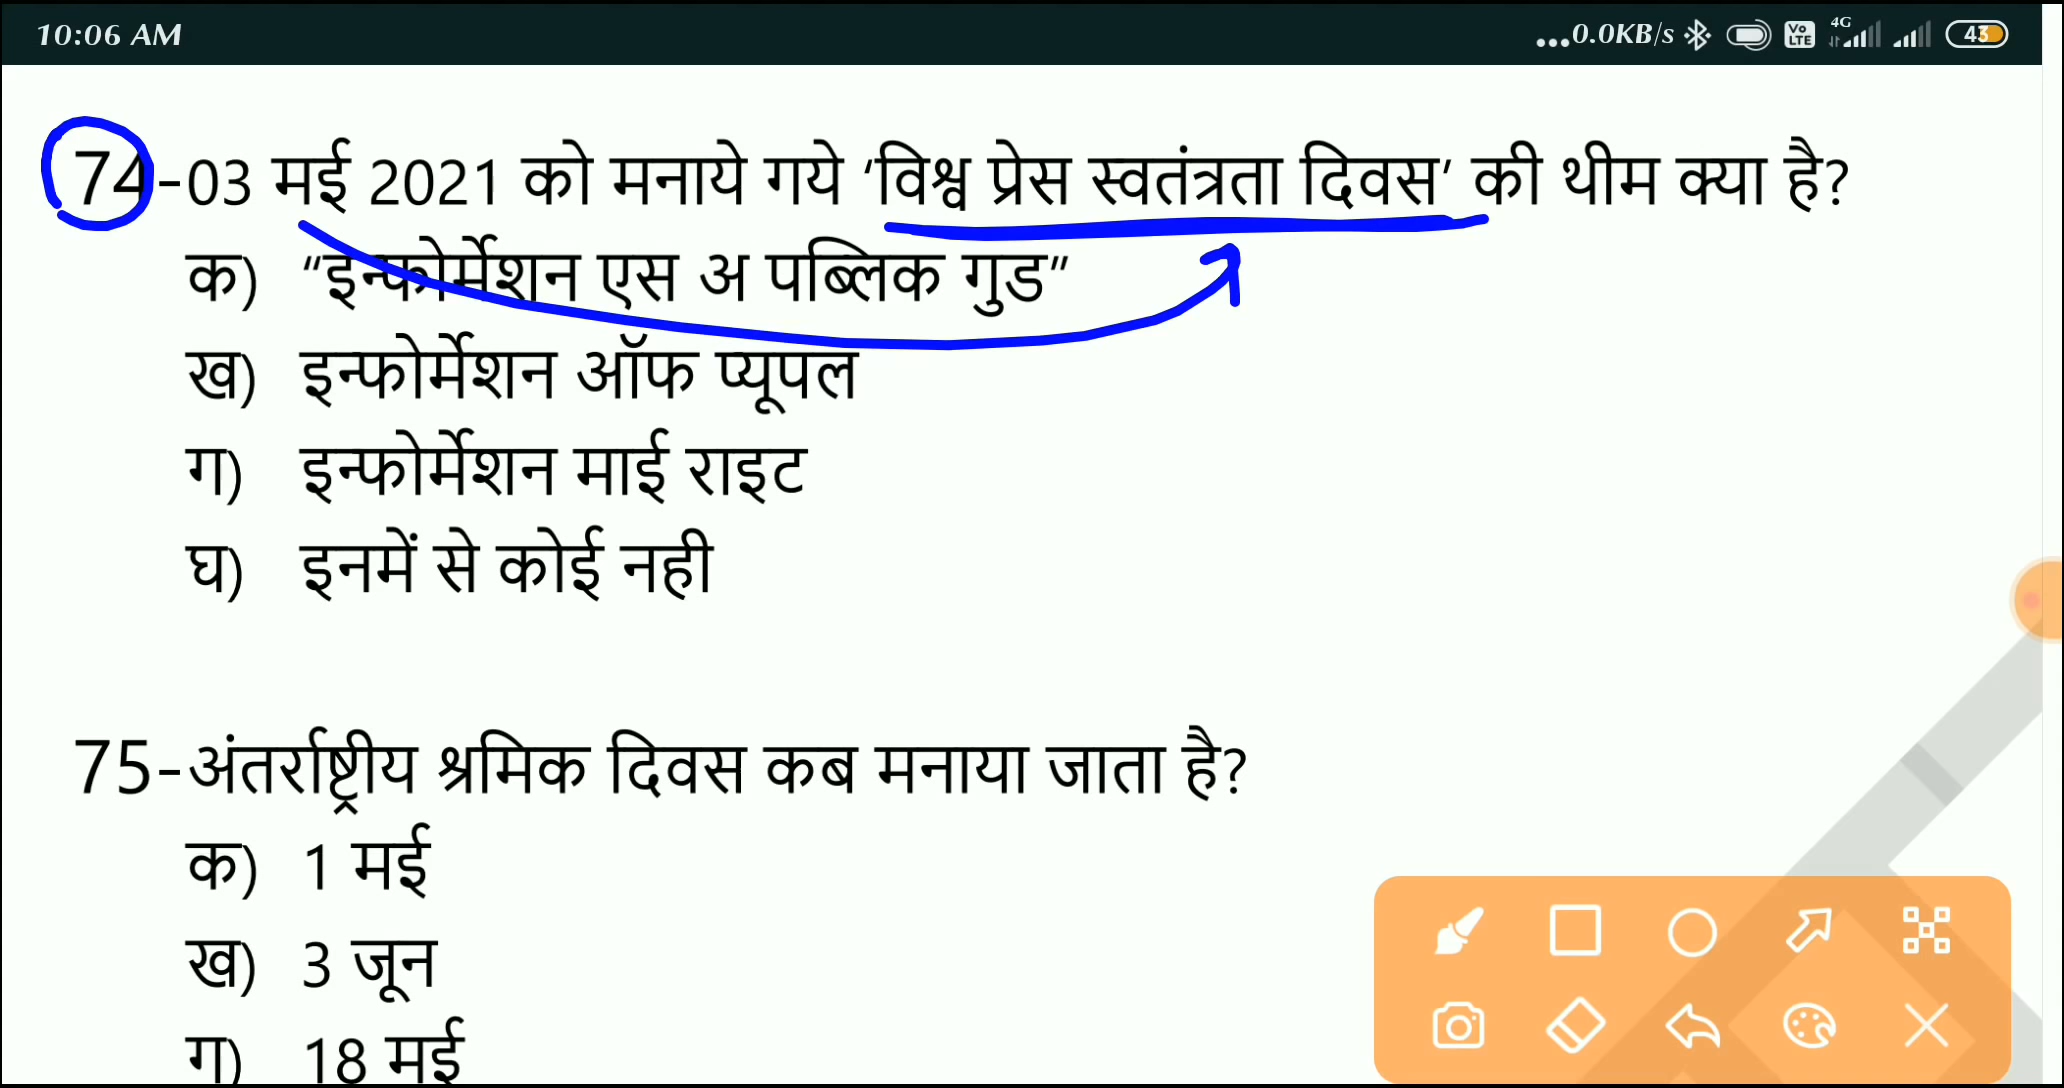 10:06 AM
...0.0KB/s Vo LTE 4G 43
74-03 मई 2021 को मनाये गये ‘विश्व प्रेस स्वतंत्रता दिवस’ की थीम क्या है?
क) “इन्फोर्मेशन एस अ पब्लिक गुड”
ख) इन्फोर्मेशन ऑफ प्यूपल
ग) इन्फोर्मेशन माई राइट
घ) इनमें से कोई नही
75-अंतर्राष्ट्रीय श्रमिक दिवस कब मनाया जाता है?
क) 1 मई
ख) 3 जून
ग) 18 मई